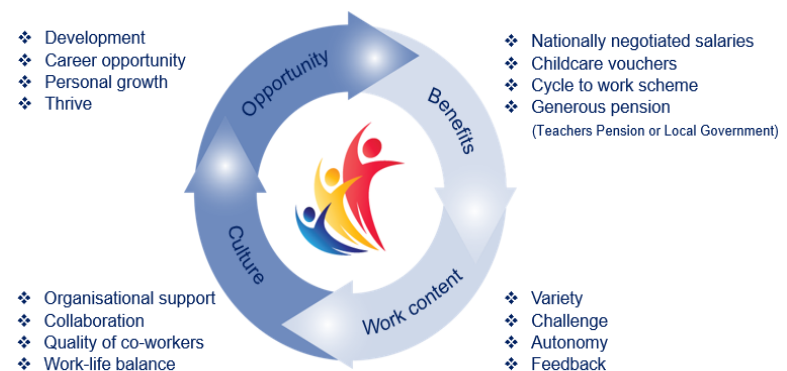 ❖ Development
❖ Career opportunity
❖ Personal growth
❖ Thrive
Opportunity
Benefits
❖ Nationally negotiated salaries
❖ Childcare vouchers
❖ Cycle to work scheme
❖ Generous pension
(Teachers Pension or Local Government)
Culture
Work content
❖ Organisational support
❖ Collaboration
❖ Quality of co-workers
❖ Work-life balance
❖ Variety
❖ Challenge
❖ Autonomy
❖ Feedback